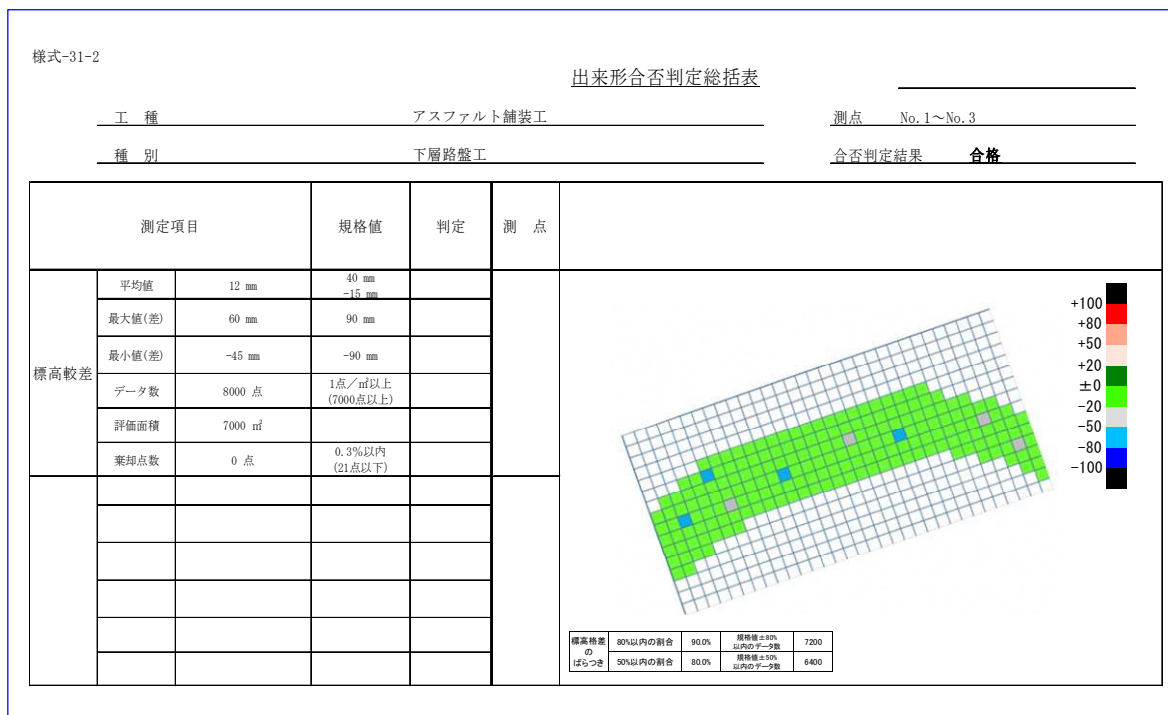 様式-31-2
出来形合否判定総括表
工 種 アスファルト舗装工 測点 No.1～No.3
種 別 下層路盤工 合否判定結果 合格
測定項目 規格値 判定 測 点
標高較差
平均値 12 ㎜ 40 ㎜
-15 ㎜
最大値(差) 60 ㎜ 90 ㎜
最小値(差) -45 ㎜ -90 ㎜
データ数 8000 点 1点／㎡以上
(7000点以上)
評価面積 7000 ㎡
棄却点数 0 点 0.3%以内
(21点以下)
+100
+80
+50
+20
±0
-20
-50
-80
-100
標高格差
の
ばらつき
80%以内の割合 90.0% 規格値±80%
以内のデータ数 7200
50%以内の割合 80.0% 規格値±50%
以内のデータ数 6400